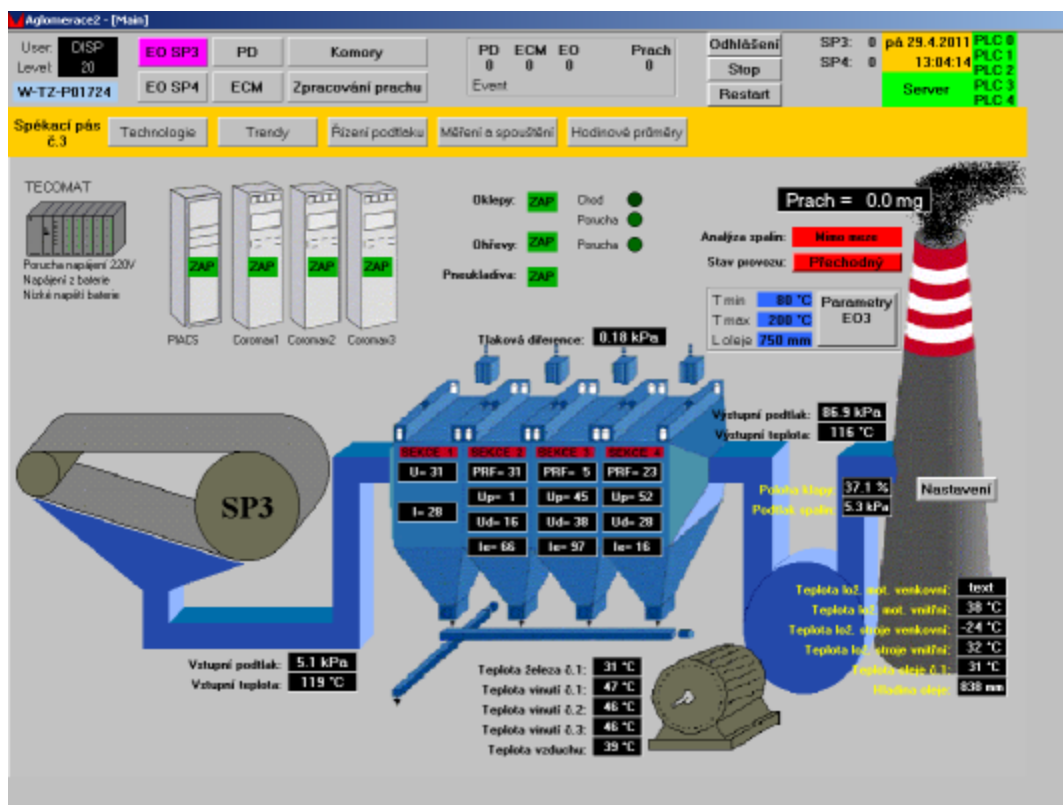 Aglomerace2 - [Main]
User: DISP
Level: 20
W-TZ-P01724
EO SP3 PD Komory
EO SP4 ECM Zpracování prachu
PD ECM EO Prach
0 0 0 0
Event
Odhlášení
Stop
Restart
SP3: 0
SP4: 0
pá 29.4.2011
13:04:14
Server
PLC 0
PLC 1
PLC 2
PLC 3
PLC 4
Spékací pás
č.3
Technologie Trendy Řízení podtlaku Měření a spouštění Hodinové průměry
TECOMAT
Porucha napájení 220V
Napájení z baterie
Nízké napětí baterie
ZAP ZAP ZAP ZAP
PIACS Coromax1 Coromax2 Coromax3
Oklepy: ZAP Chod
Porucha
Ohřevy: ZAP Porucha
Pneukladiva: ZAP
Prach = 0.0 mg
Analýza spalin: Mimo meze
Stav provozu: Přechodný
T min 80 °C
T max 200 °C
L oleje 750 mm
Parametry
EO3
Tlaková diference: 0.18 kPa
Výstupní podtlak: 86.9 kPa
Výstupní teplota: 116 °C
SEKCE 1 SEKCE 2 SEKCE 3 SEKCE 4
U= 31 PRF= 31 PRF= 5 PRF= 23
Up= 1 Up= 45 Up= 52
I= 28 Ud= 16 Ud= 38 Ud= 28
Ie= 66 Ie= 97 Ie= 16
SP3
Poloha klapy: 37.1 %
Podtlak spalin: 5.3 kPa
Nastavení
Teplota lož. mot. venkovní: text
Teplota lož. mot. vnitřní: 38 °C
Teplota lož. stroje venkovní: -24 °C
Teplota lož. stroje vnitřní: 32 °C
Teplota oleje č.1: 31 °C
Hladina oleje: 838 mm
Vstupní podtlak: 5.1 kPa
Vstupní teplota: 119 °C
Teplota železa č.1: 31 °C
Teplota vinutí č.1: 47 °C
Teplota vinutí č.2: 46 °C
Teplota vinutí č.3: 46 °C
Teplota vzduchu: 39 °C